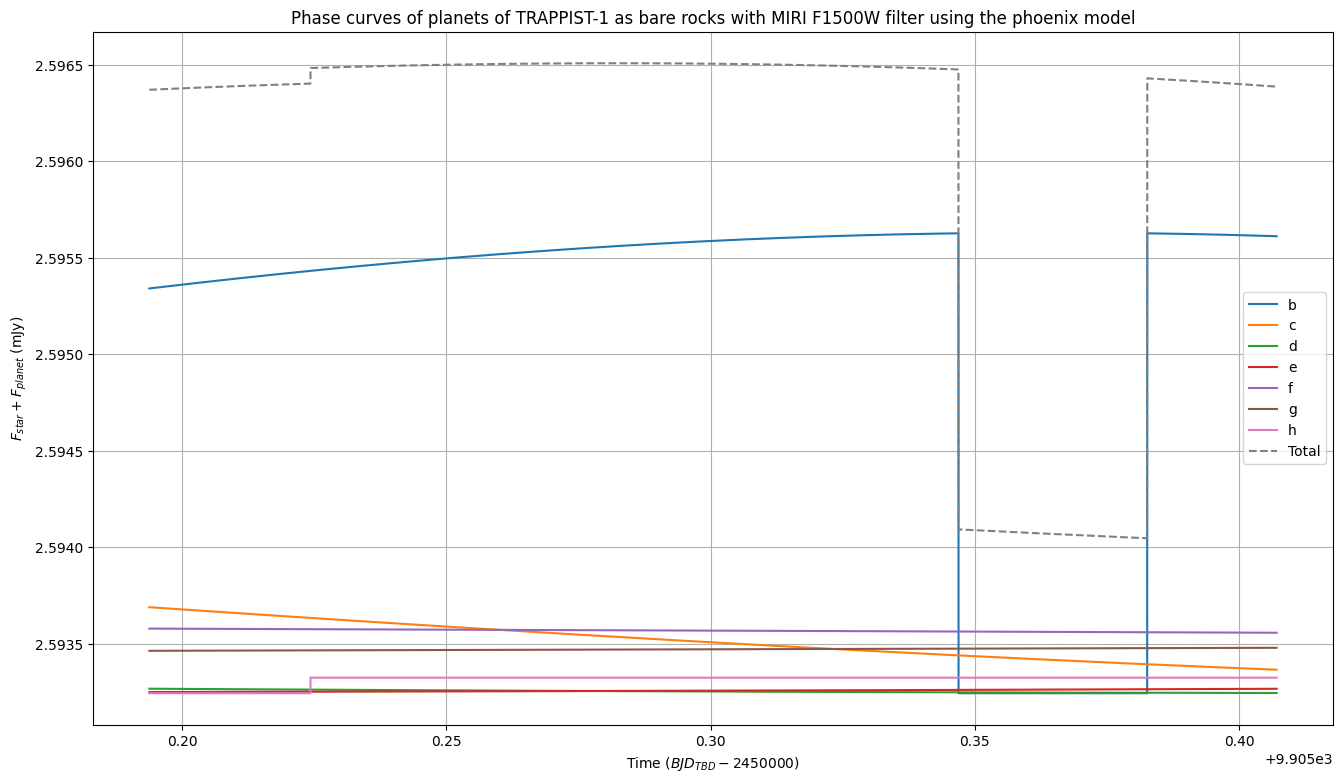 Phase curves of planets of TRAPPIST-1 as bare rocks with MIRI F1500W filter using the phoenix model
2.5965
2.5960
2.5955
2.5950
2.5945
2.5940
2.5935
F_star + F_planet (mJy)
b
c
d
e
f
g
h
Total
0.20
0.25
0.30
0.35
0.40
+9.905e3
Time (BJD_TBD − 2450000)